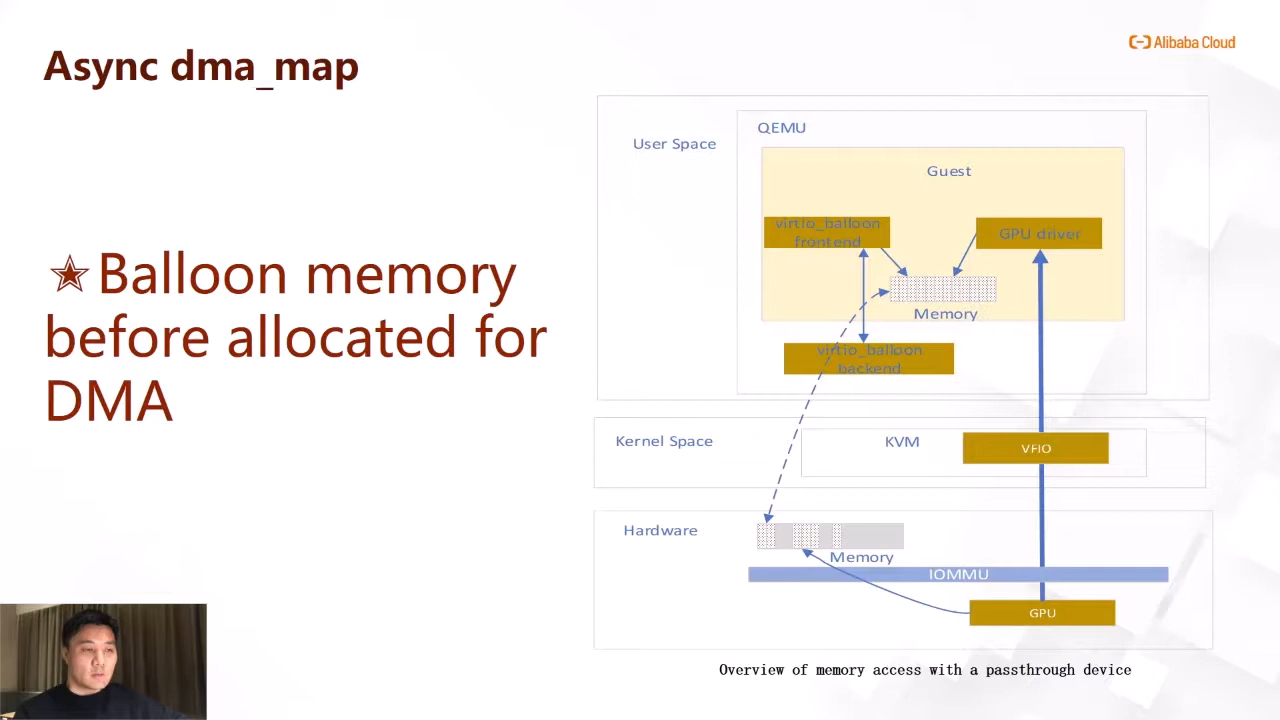 Async dma_map
Alibaba Cloud
Balloon memory
before allocated for
DMA
User Space
QEMU
Guest
virtio_balloon
frontend
GPU driver
Memory
virtio_balloon
backend
Kernel Space
KVM
VFIO
Hardware
Memory
IOMMU
GPU
Overview of memory access with a passthrough device